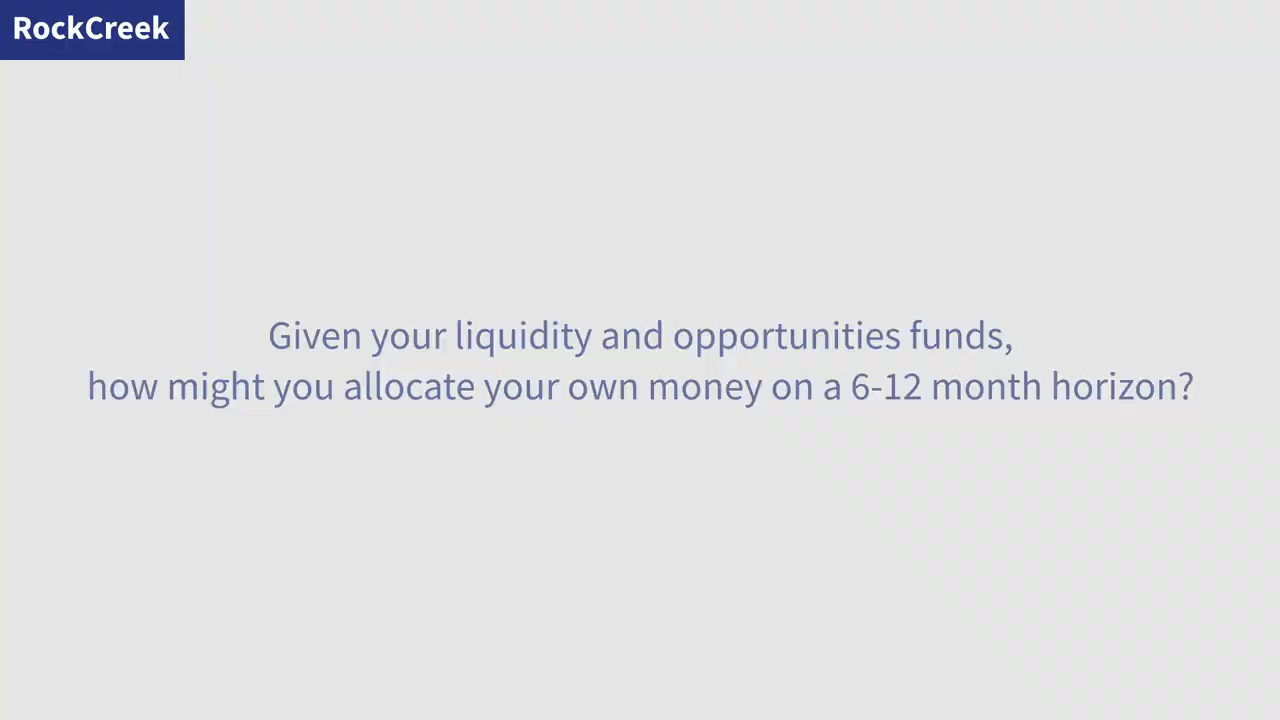 RockCreek
Given your liquidity and opportunities funds,
how might you allocate your own money on a 6-12 month horizon?